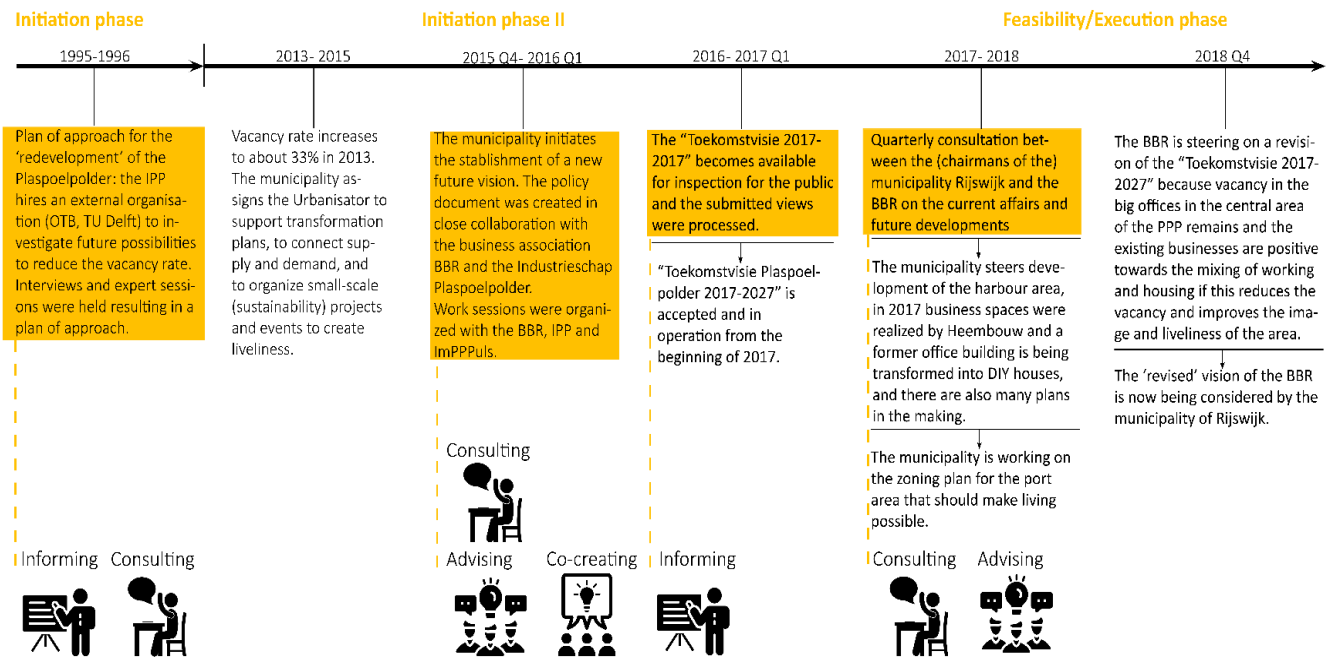 Initiation phase
Initiation phase II
Feasibility/Execution phase
1995-1996
2013- 2015
2015 Q4- 2016 Q1
2016- 2017 Q1
2017- 2018
2018 Q4
Plan of approach for the
‘redevelopment’ of the
Plaspoelpolder: the IPP
hires an external organisa-
tion (OTB, TU Delft) to in-
vestigate future possibilities
to reduce the vacancy rate.
Interviews and expert sessi-
ons were held resulting in a
plan of approach.
Vacancy rate increases
to about 33% in 2013.
The municipality as-
signs the Urbanisator to
support transformation
plans, to connect sup-
ply and demand, and
to organize small-scale
(sustainability) projects
and events to create
liveliness.
The municipality initiates
the stablishment of a new
future vision. The policy
document was created in
close collaboration with
the business association
BBR and the Industrieschap
Plaspoelpolder.
Work sessions were organi-
zed with the BBR, IPP and
ImPPPuls.
The “Toekomstvisie 2017-
2017” becomes available
for inspection for the public
and the submitted views
were processed.
“Toekomstvisie Plaspoel-
polder 2017-2027” is
accepted and in
operation from the
beginning of 2017.
Quarterly consultation bet-
ween the (chairmans of the)
municipality Rijswijk and the
BBR on the current affairs and
future developments
The municipality steers deve-
lopment of the harbour area,
in 2017 business spaces were
realized by Heembouw and a
former office building is being
transformed into DIY houses,
and there are also many plans
in the making.
The municipality is working on
the zoning plan for the port
area that should make living
possible.
The BBR is steering on a revisi-
on of the “Toekomstvisie 2017-
2027” because vacancy in the
big offices in the central area
of the PPP remains and the
existing businesses are positive
towards the mixing of working
and housing if this reduces the
vacancy and improves the ima-
ge and liveliness of the area.
The ‘revised’ vision of the BBR
is now being considered by the
municipality of Rijswijk.
Consulting
Informing
Consulting
Advising
Co-creating
Informing
Consulting
Advising